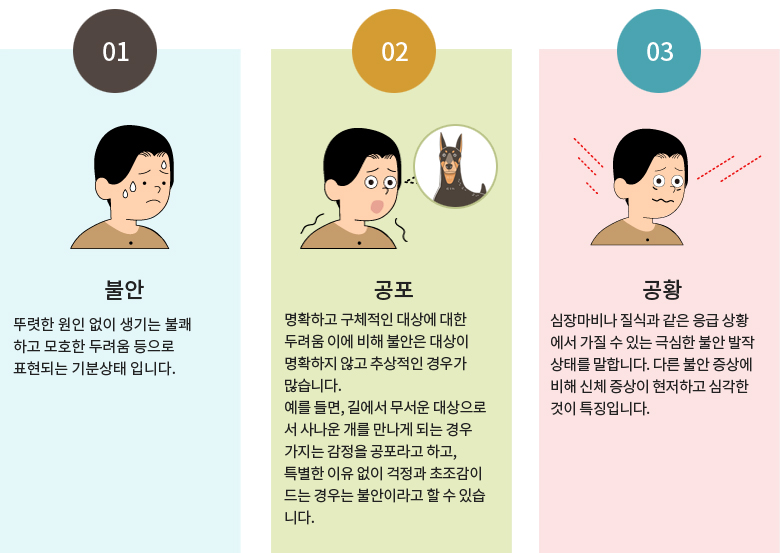 01
불안
뚜렷한 원인 없이 생기는 불쾌
하고 모호한 두려움 등으로
표현되는 기분상태 입니다.
02
공포
명확하고 구체적인 대상에 대한
두려움 이에 비해 불안은 대상이
명확하지 않고 추상적인 경우가
많습니다.
예를 들면, 길에서 무서운 대상으로
서 사나운 개를 만나게 되는 경우
가지는 감정을 공포라고 하고,
특별한 이유 없이 걱정과 초조감이
드는 경우는 불안이라고 할 수 있습
니다.
03
공황
심장마비나 질식과 같은 응급 상황
에서 가질 수 있는 극심한 불안 발작
상태를 말합니다. 다른 불안 증상에
비해 신체 증상이 현저하고 심각한
것이 특징입니다.